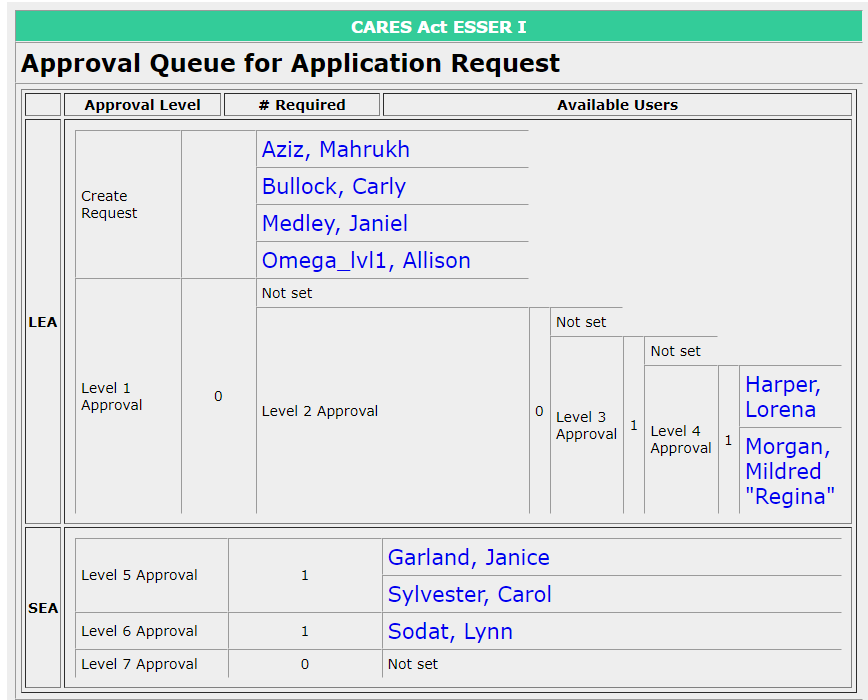 CARES Act ESSER I
Approval Queue for Application Request
Approval Level # Required Available Users
LEA
Create
Request
Aziz, Mahrukh
Bullock, Carly
Medley, Janiel
Omega_lvl1, Allison
Level 1
Approval
0
Not set
Level 2 Approval
0
Not set
Level 3
Approval
1
Not set
Level 4
Approval
1
Harper,
Lorena
Morgan,
Mildred
"Regina"
SEA
Level 5 Approval
1
Garland, Janice
Sylvester, Carol
Level 6 Approval 1 Sodat, Lynn
Level 7 Approval 0 Not set